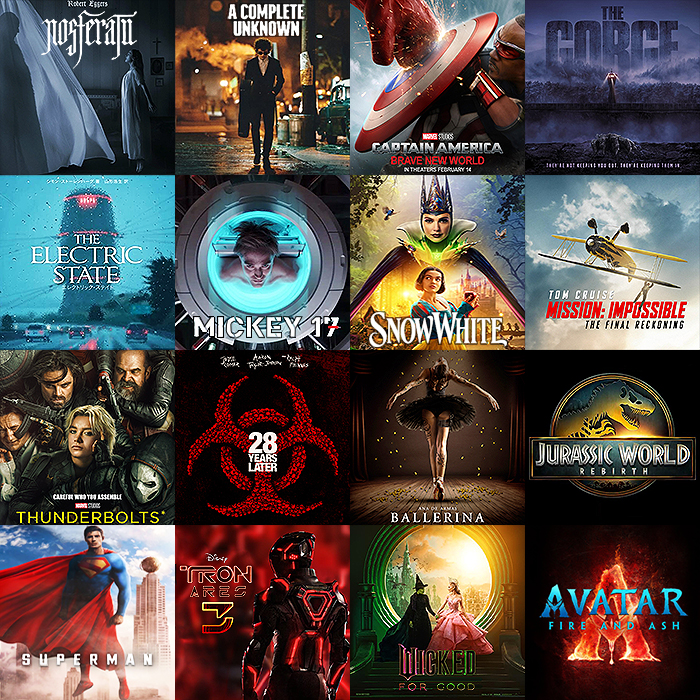 Robert Eggers
nosferatu
A COMPLETE
UNKNOWN
MARVEL STUDIOS
CAPTAIN AMERICA
BRAVE NEW WORLD
IN THEATERS FEBRUARY 14
THE
GORGE
THEY'RE NOT KEEPING YOU OUT, THEY'RE KEEPING THEM IN.
THE
ELECTRIC
STATE
エレクトリック・ステイト
MICKEY 17
SNOW WHITE
TOM CRUISE
MISSION: IMPOSSIBLE
THE FINAL RECKONING
CAREFUL WHO YOU ASSEMBLE
MARVEL STUDIOS
THUNDERBOLTS*
28
YEARS
LATER
ANA DE ARMAS
BALLERINA
JURASSIC WORLD
REBIRTH
SUPERMAN
Disney
TRON
ARES
3
WICKED
FOR GOOD
AVATAR
FIRE AND ASH